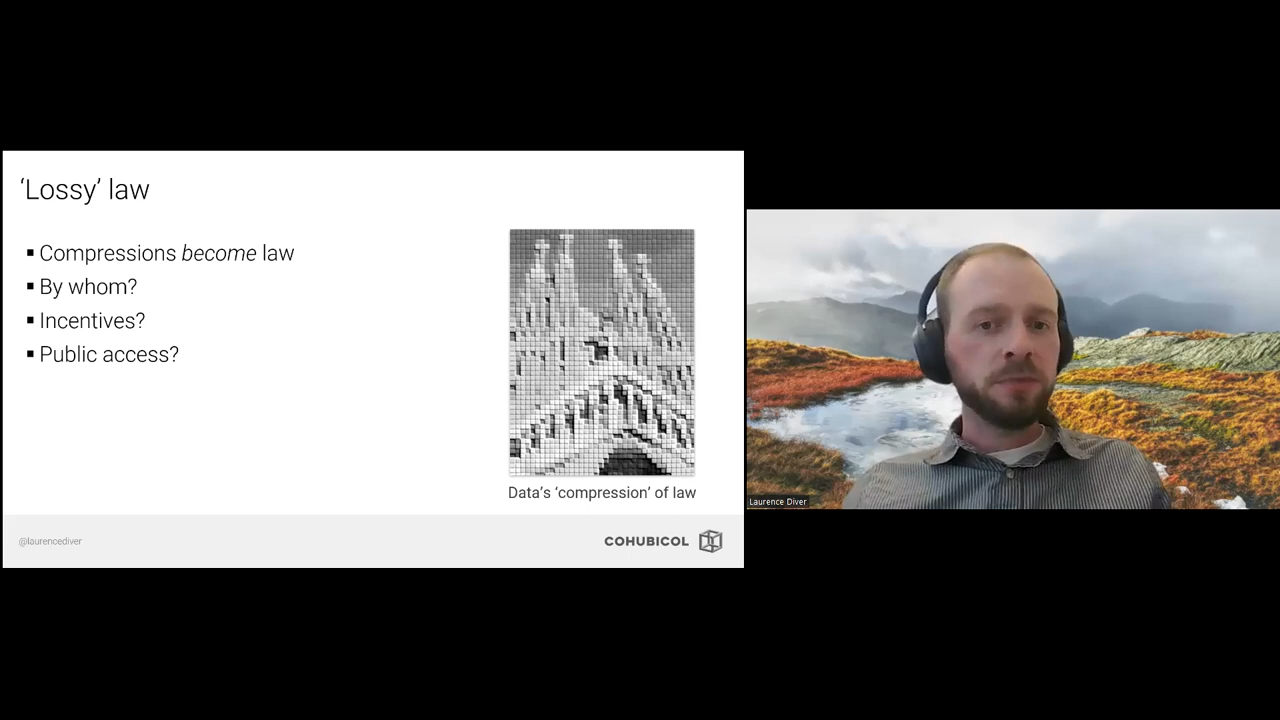 ‘Lossy’ law
▪ Compressions become law
▪ By whom?
▪ Incentives?
▪ Public access?
Data’s ‘compression’ of law
@laurencediver
COHUBICOL
Laurence Diver